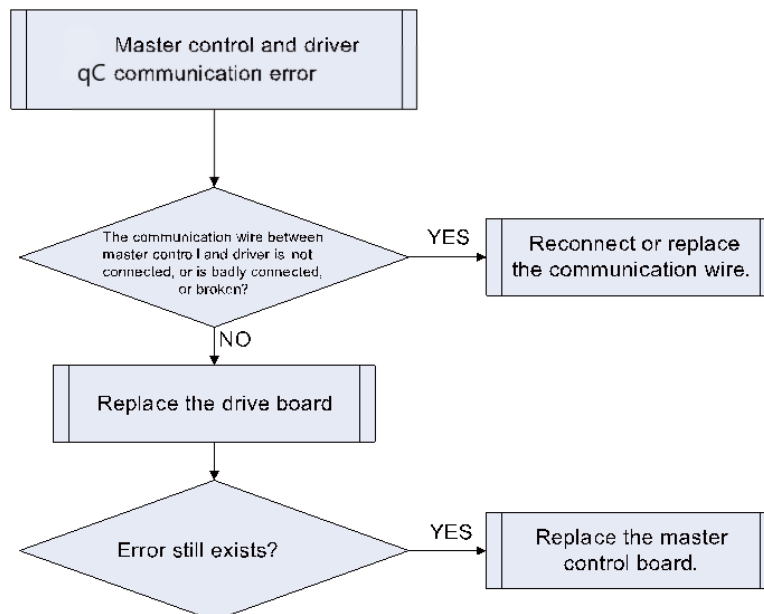 Master control and driver
qC communication error
The communication wire between
master control and driver is not
connected, or is badly connected,
or broken?
YES
Reconnect or replace
the communication wire.
NO
Replace the drive board
Error still exists?
YES
Replace the master
control board.